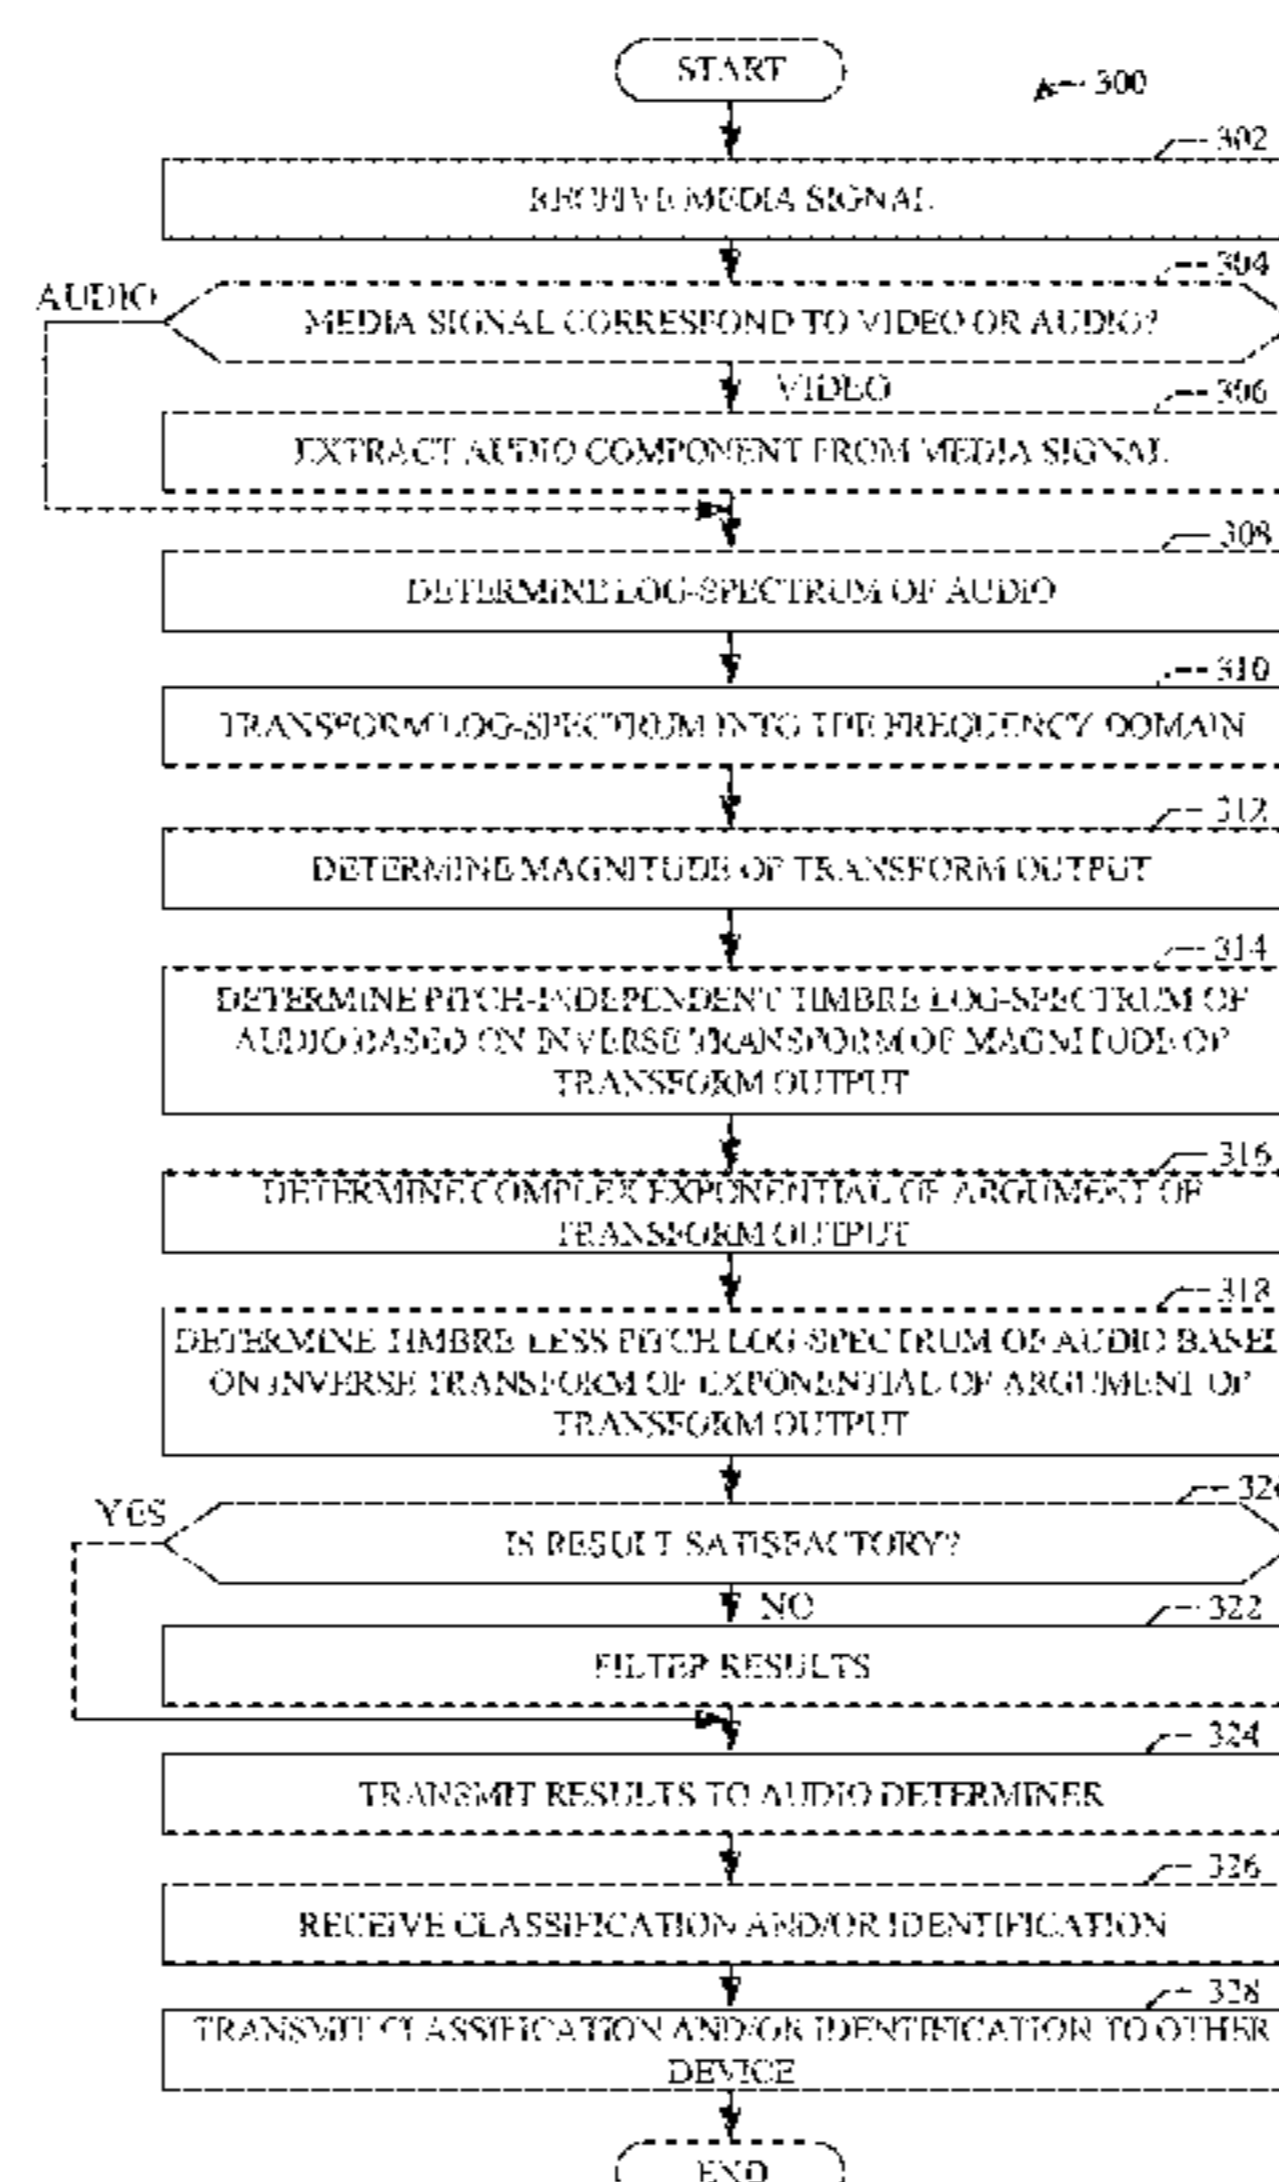 START
300
302
RECEIVE MEDIA SIGNAL
304
AUDIO
MEDIA SIGNAL CORRESPOND TO VIDEO OR AUDIO?
VIDEO
306
EXTRACT AUDIO COMPONENT FROM MEDIA SIGNAL
308
DETERMINE LOG-SPECTRUM OF AUDIO
310
TRANSFORM LOG-SPECTRUM INTO THE FREQUENCY DOMAIN
312
DETERMINE MAGNITUDE OF TRANSFORM OUTPUT
314
DETERMINE PITCH-INDEPENDENT TIMBRE LOG-SPECTRUM OF
AUDIO BASED ON INVERSE TRANSFORM OF MAGNITUDE OF
TRANSFORM OUTPUT
316
DETERMINE COMPLEX EXPONENTIAL OF ARGUMENT OF
TRANSFORM OUTPUT
318
DETERMINE TIMBRE-LESS PITCH LOG-SPECTRUM OF AUDIO
ON INVERSE TRANSFORM OF EXPONENTIAL OF ARGUMENT OF
TRANSFORM OUTPUT
YES
IS RESULT SATISFACTORY?
NO
322
FILTER RESULTS
324
TRANSMIT RESULTS TO AUDIO DETERMINER
326
RECEIVE CLASSIFICATION AND/OR IDENTIFICATION
328
TRANSMIT CLASSIFICATION AND/OR IDENTIFICATION TO OTHER
DEVICE
END